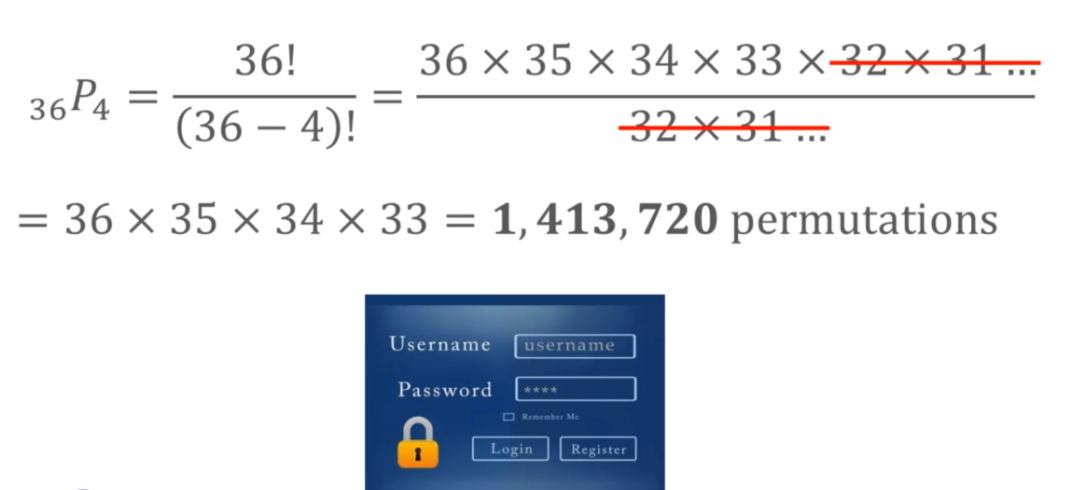 ₃₆P₄ = 36! / (36 − 4)! = 36 × 35 × 34 × 33 × 32 × 31 ... / 32 × 31 ...
= 36 × 35 × 34 × 33 = 1,413,720 permutations
Username username
Password ****
Remember Me
Login Register